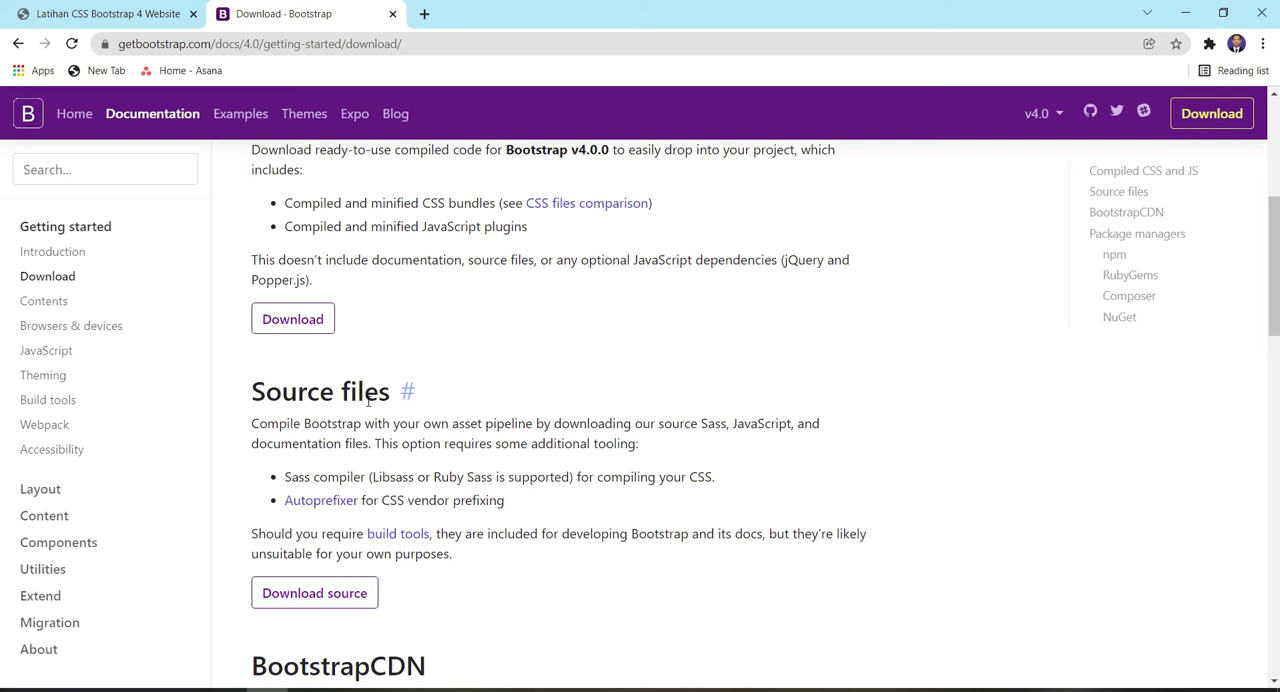 Latihan CSS Bootstrap 4 Website
Download · Bootstrap
getbootstrap.com/docs/4.0/getting-started/download/
Apps
New Tab
Home - Asana
Reading list
B
Home
Documentation
Examples
Themes
Expo
Blog
v4.0
Download
Search...
Getting started
Introduction
Download
Contents
Browsers & devices
JavaScript
Theming
Build tools
Webpack
Accessibility
Layout
Content
Components
Utilities
Extend
Migration
About
Download ready-to-use compiled code for Bootstrap v4.0.0 to easily drop into your project, which
includes:
• Compiled and minified CSS bundles (see CSS files comparison)
• Compiled and minified JavaScript plugins
This doesn’t include documentation, source files, or any optional JavaScript dependencies (jQuery and
Popper.js).
Download
Source files #
Compile Bootstrap with your own asset pipeline by downloading our source Sass, JavaScript, and
documentation files. This option requires some additional tooling:
• Sass compiler (Libsass or Ruby Sass is supported) for compiling your CSS.
• Autoprefixer for CSS vendor prefixing
Should you require build tools, they are included for developing Bootstrap and its docs, but they’re likely
unsuitable for your own purposes.
Download source
BootstrapCDN
Compiled CSS and JS
Source files
BootstrapCDN
Package managers
npm
RubyGems
Composer
NuGet